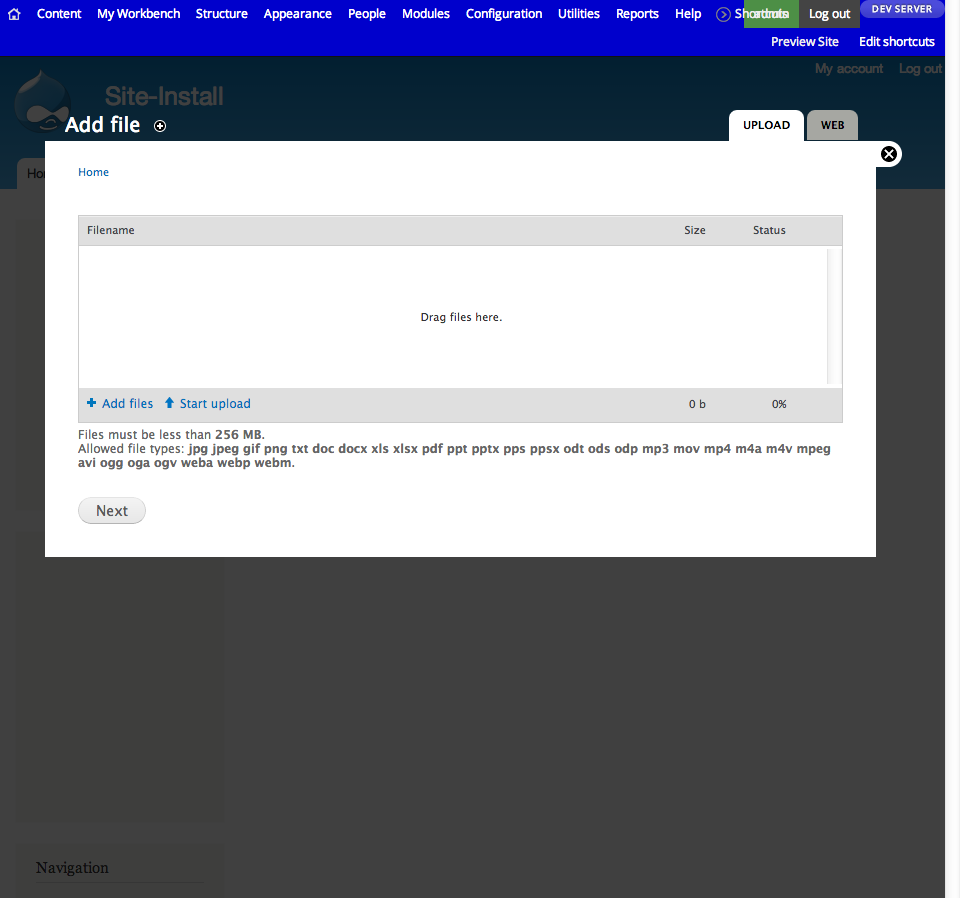 Content My Workbench Structure Appearance People Modules Configuration Utilities Reports Help Shortcuts Log out DEV SERVER
Preview Site Edit shortcuts
My account Log out
Site-Install
Add file
UPLOAD WEB
Home
Filename Size Status
Drag files here.
Add files Start upload 0 b 0%
Files must be less than 256 MB.
Allowed file types: jpg jpeg gif png txt doc docx xls xlsx pdf ppt pptx pps ppsx odt ods odp mp3 mov mp4 m4a m4v mpeg
avi ogg oga ogv weba webp webm.
Next
Navigation